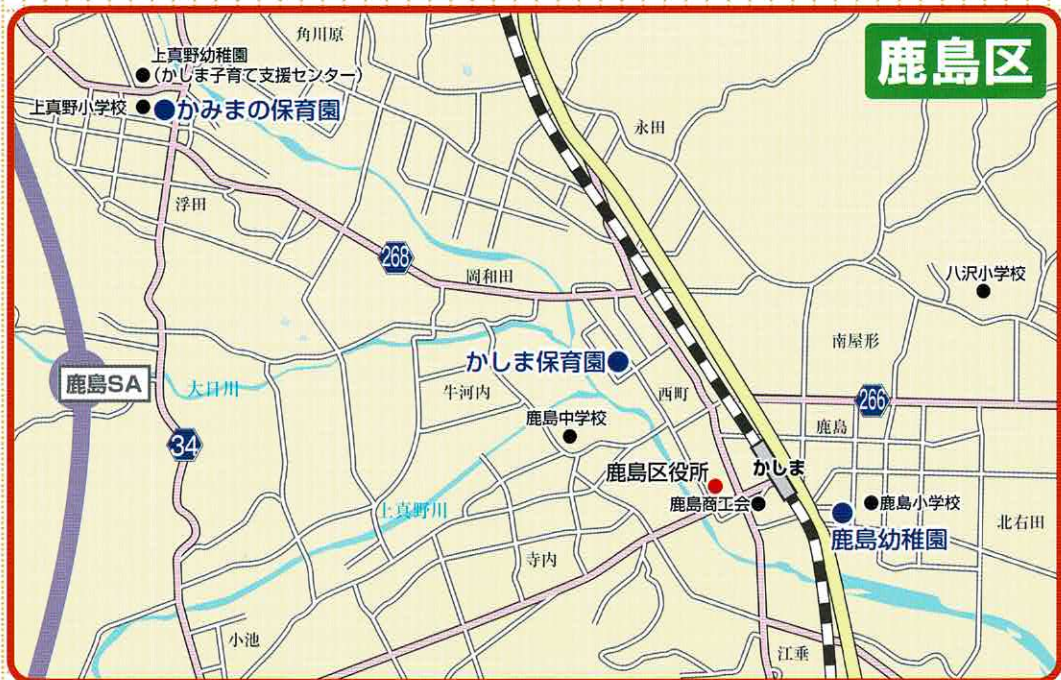 鹿島区
角川原
上真野幼稚園
(かしま子育て支援センター)
上真野小学校
かみまの保育園
永田
浮田
268
岡和田
八沢小学校
南屋形
かしま保育園
鹿島SA
大日川
牛河内
西町
266
鹿島
34
鹿島中学校
かしま
鹿島区役所
鹿島商工会
鹿島小学校
上真野川
北右田
鹿島幼稚園
寺内
小池
江垂